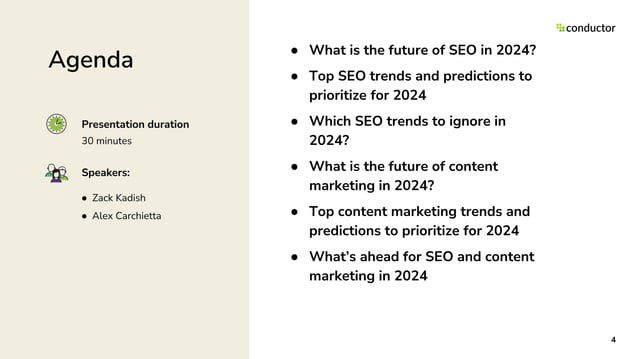 Agenda
Presentation duration
30 minutes
Speakers:
● Zack Kadish
● Alex Carchietta
conductor
● What is the future of SEO in 2024?
● Top SEO trends and predictions to
prioritize for 2024
● Which SEO trends to ignore in
2024?
● What is the future of content
marketing in 2024?
● Top content marketing trends and
predictions to prioritize for 2024
● What’s ahead for SEO and content
marketing in 2024
4